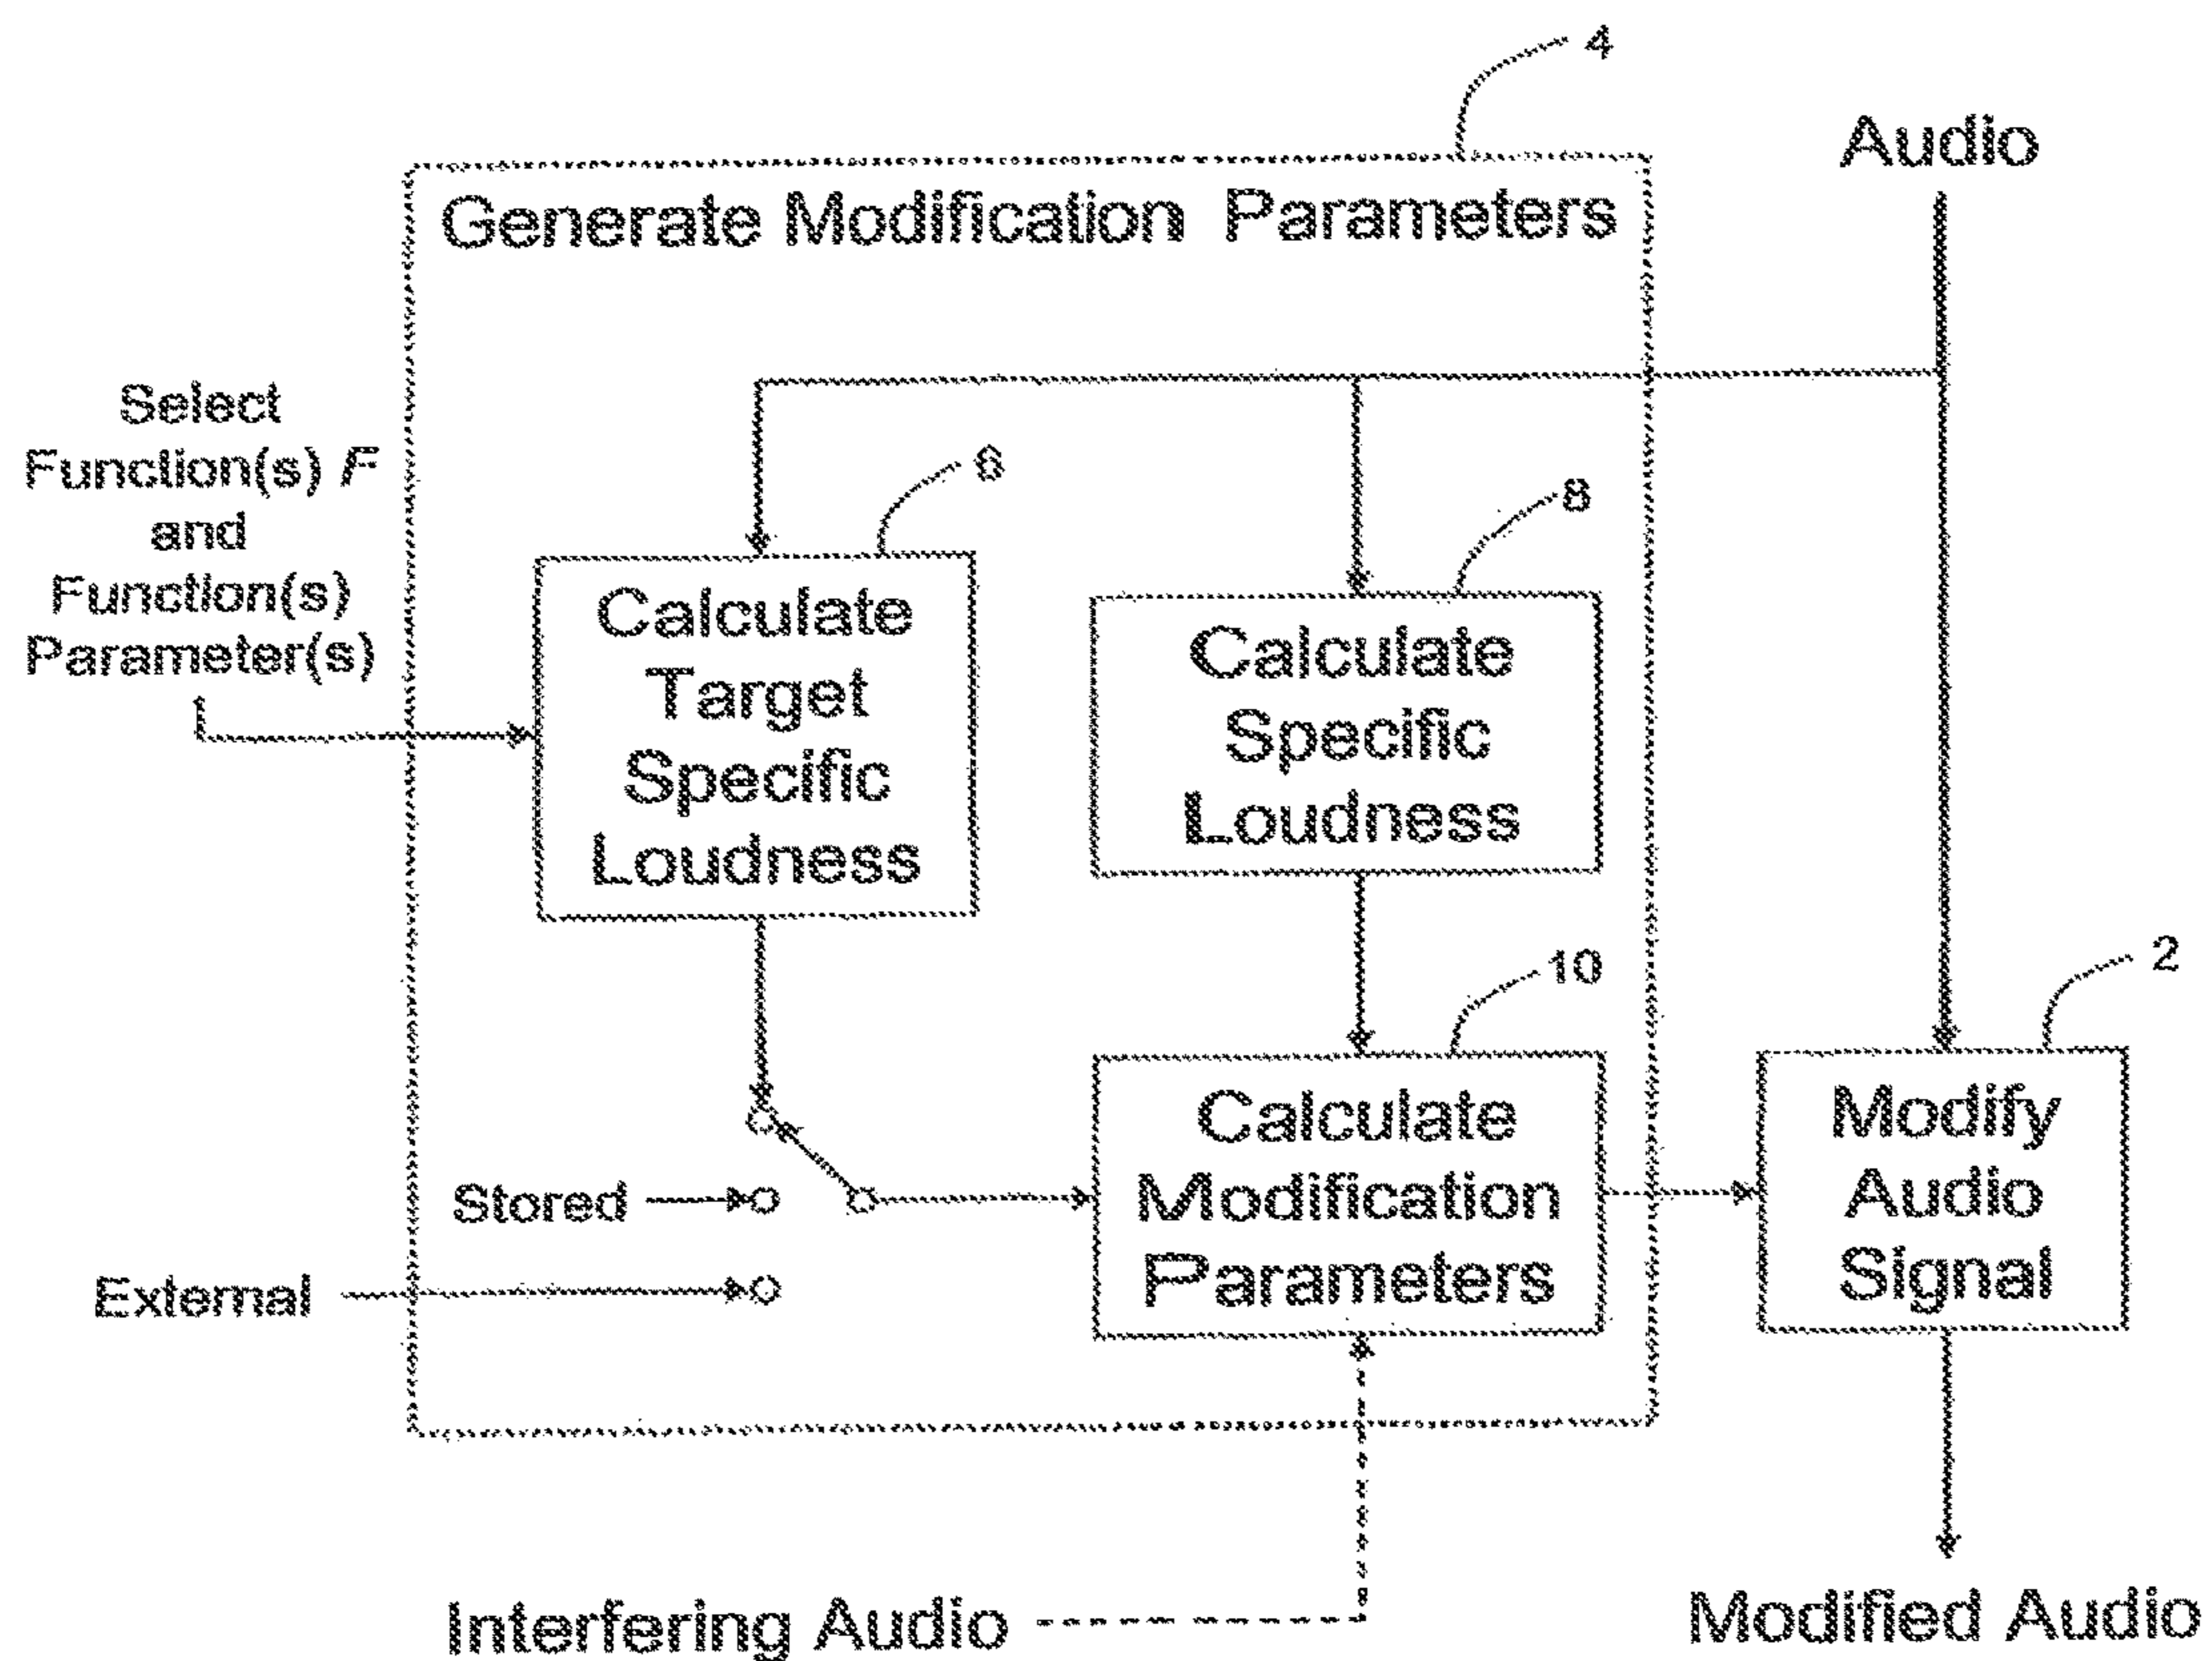 4
Audio
Generate Modification Parameters
Select
Function(s) F
and
Function(s)
Parameter(s)
6
8
Calculate
Target
Specific
Loudness
Calculate
Specific
Loudness
10
2
Calculate
Modification
Parameters
Modify
Audio
Signal
Stored
External
Interfering Audio
Modified Audio